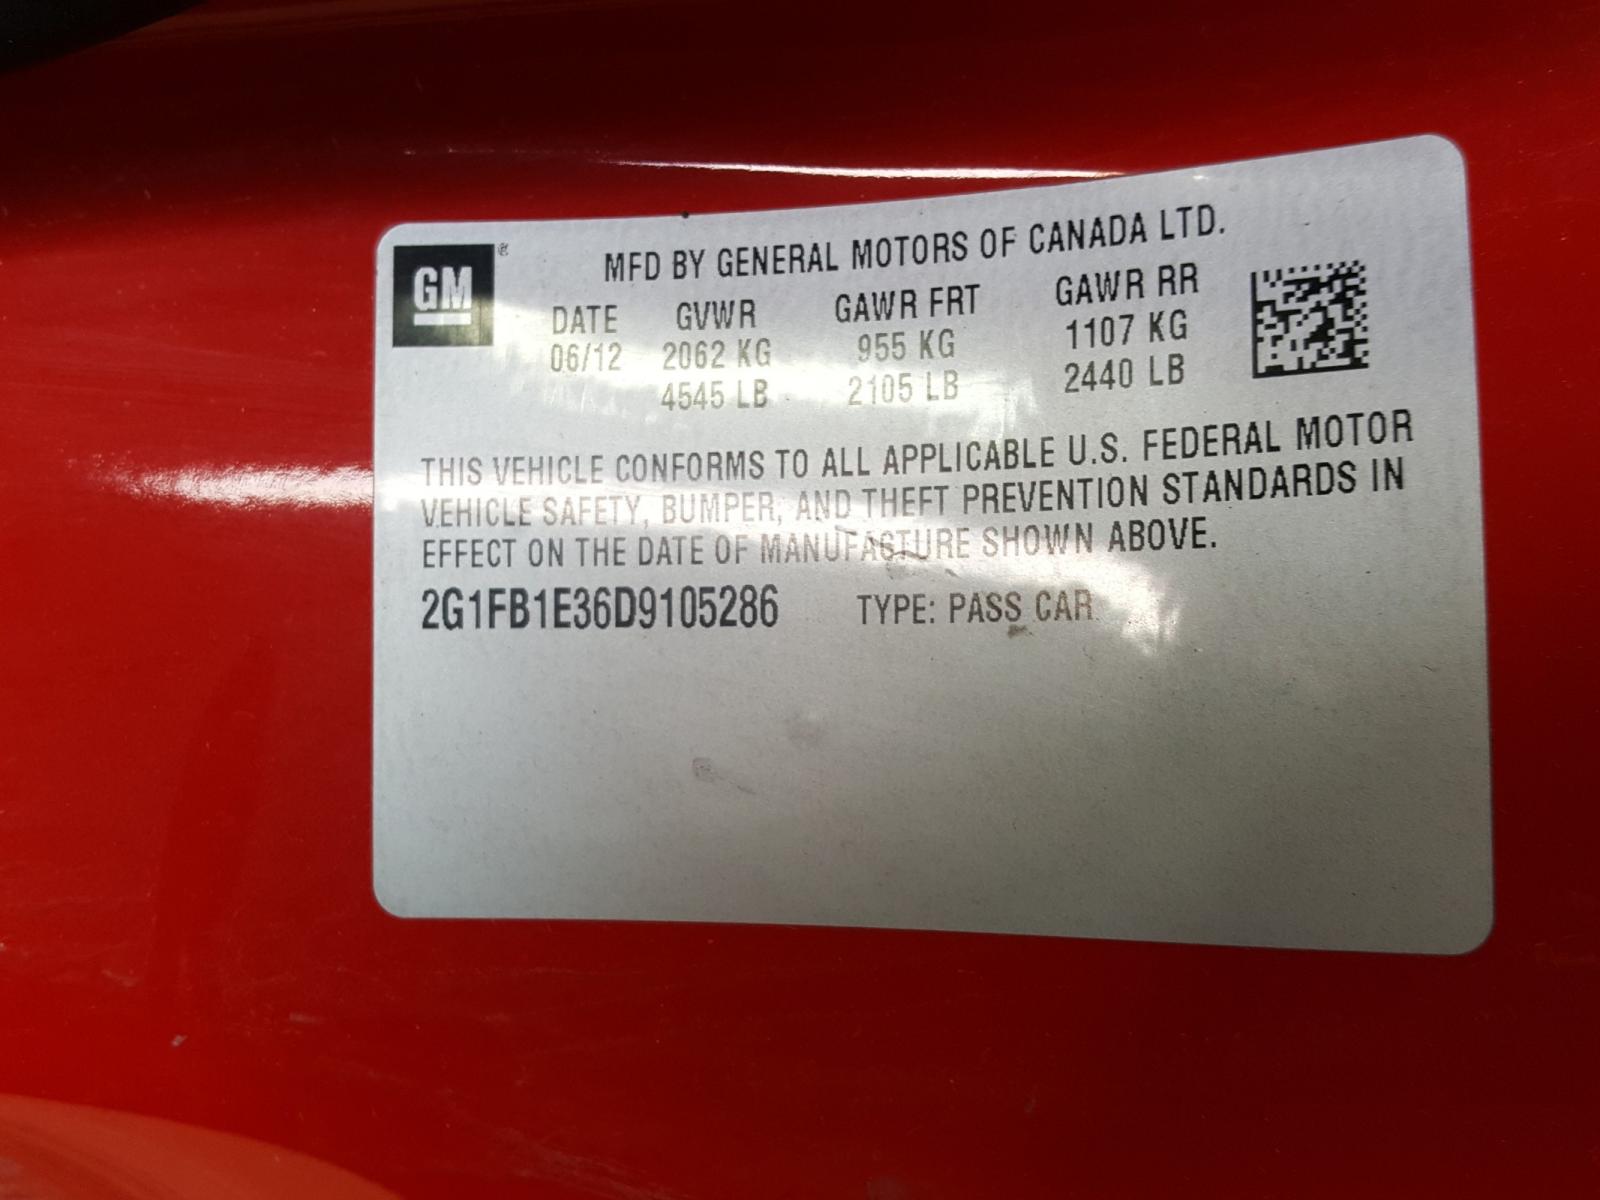 GM ®
MFD BY GENERAL MOTORS OF CANADA LTD.
DATE GVWR GAWR FRT GAWR RR
06/12 2062 KG 955 KG 1107 KG
4545 LB 2105 LB 2440 LB
THIS VEHICLE CONFORMS TO ALL APPLICABLE U.S. FEDERAL MOTOR
VEHICLE SAFETY, BUMPER, AND THEFT PREVENTION STANDARDS IN
EFFECT ON THE DATE OF MANUFACTURE SHOWN ABOVE.
2G1FB1E36D9105286 TYPE: PASS CAR